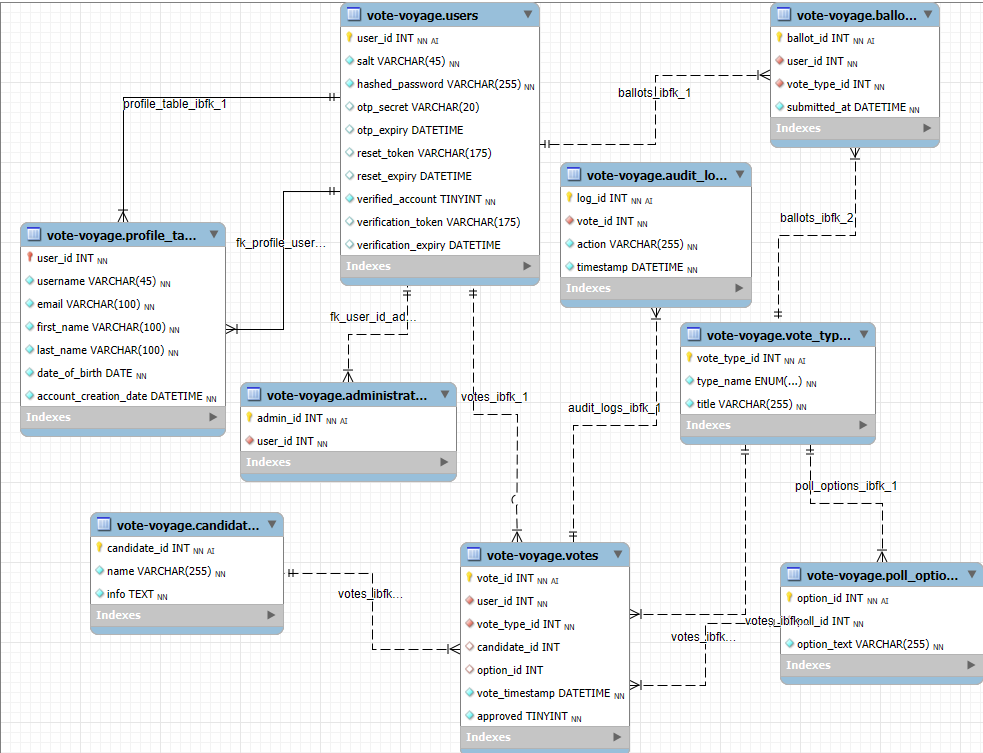 vote-voyage.users
user_id INT NN AI
salt VARCHAR(45) NN
hashed_password VARCHAR(255) NN
otp_secret VARCHAR(20)
otp_expiry DATETIME
reset_token VARCHAR(175)
reset_expiry DATETIME
verified_account TINYINT NN
verification_token VARCHAR(175)
verification_expiry DATETIME
Indexes
vote-voyage.ballo...
ballot_id INT NN AI
user_id INT NN
vote_type_id INT NN
submitted_at DATETIME NN
Indexes
profile_table_ibfk_1
ballots_ibfk_1
vote-voyage.audit_lo...
log_id INT NN AI
vote_id INT NN
action VARCHAR(255) NN
timestamp DATETIME NN
Indexes
ballots_ibfk_2
vote-voyage.profile_ta...
user_id INT NN
username VARCHAR(45) NN
email VARCHAR(100) NN
first_name VARCHAR(100) NN
last_name VARCHAR(100) NN
date_of_birth DATE NN
account_creation_date DATETIME NN
Indexes
fk_profile_user...
fk_user_id_ad...
vote-voyage.vote_typ...
vote_type_id INT NN AI
type_name ENUM(...) NN
title VARCHAR(255) NN
Indexes
vote-voyage.administrat...
admin_id INT NN AI
user_id INT NN
Indexes
votes_ibfk_1
audit_logs_ibfk_1
poll_options_ibfk_1
vote-voyage.candidat...
candidate_id INT NN AI
name VARCHAR(255) NN
info TEXT NN
Indexes
votes_ibfk...
vote-voyage.votes
vote_id INT NN AI
user_id INT NN
vote_type_id INT NN
candidate_id INT
option_id INT
vote_timestamp DATETIME NN
approved TINYINT NN
Indexes
vote-voyage.poll_optio...
option_id INT NN AI
INT NN
option_text VARCHAR(255) NN
Indexes
votes_ibfk...